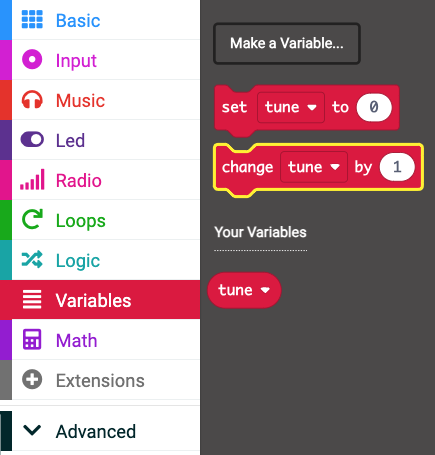 Basic
Input
Music
Led
Radio
Loops
Logic
Variables
Math
Extensions
Advanced
Make a Variable...
set tune to 0
change tune by 1
Your Variables
tune